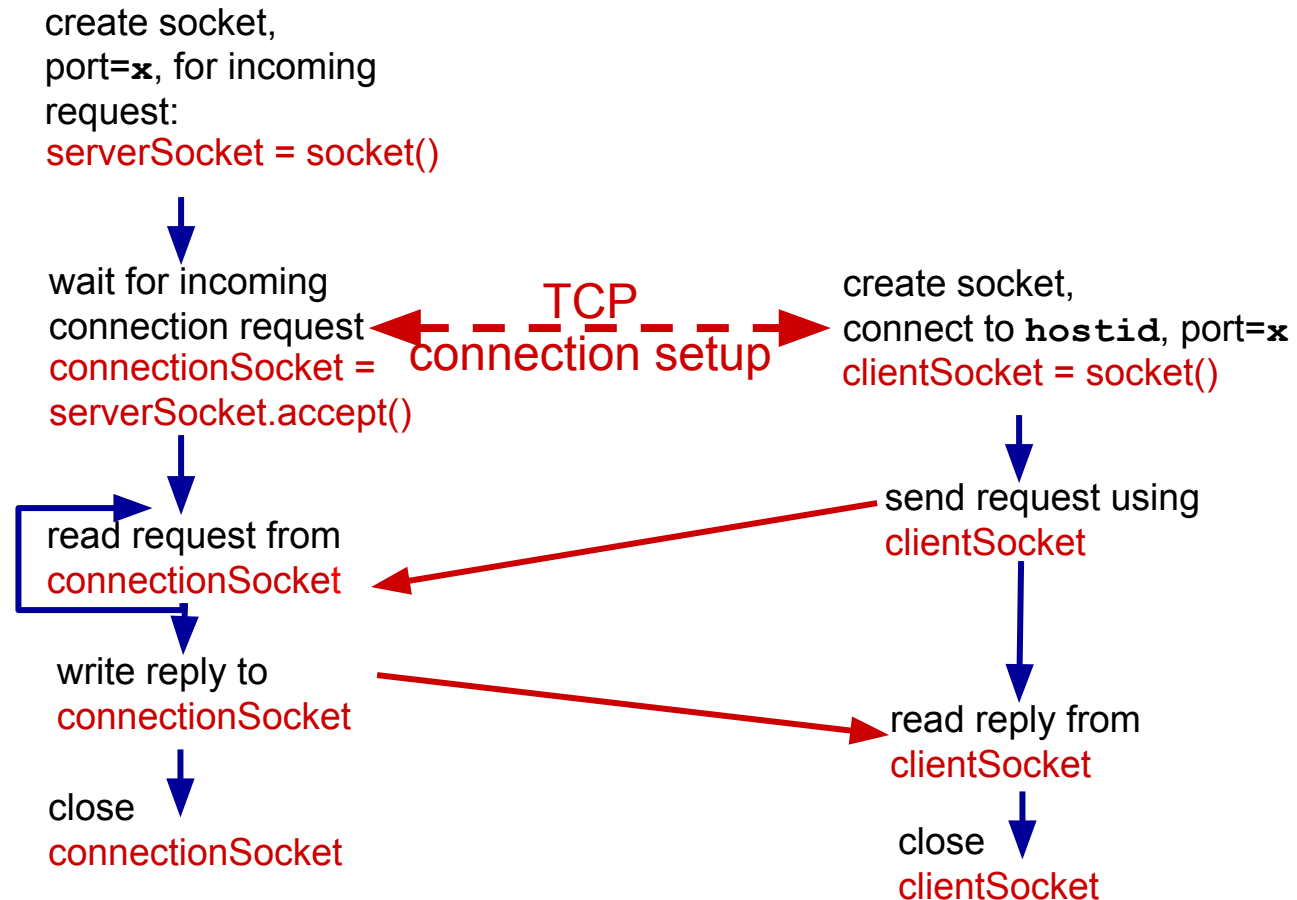 create socket,
port=x, for incoming
request:
serverSocket = socket()
wait for incoming
connection request
connectionSocket =
serverSocket.accept()
TCP
connection setup
create socket,
connect to hostid, port=x
clientSocket = socket()
read request from
connectionSocket
send request using
clientSocket
write reply to
connectionSocket
read reply from
clientSocket
close
connectionSocket
close
clientSocket